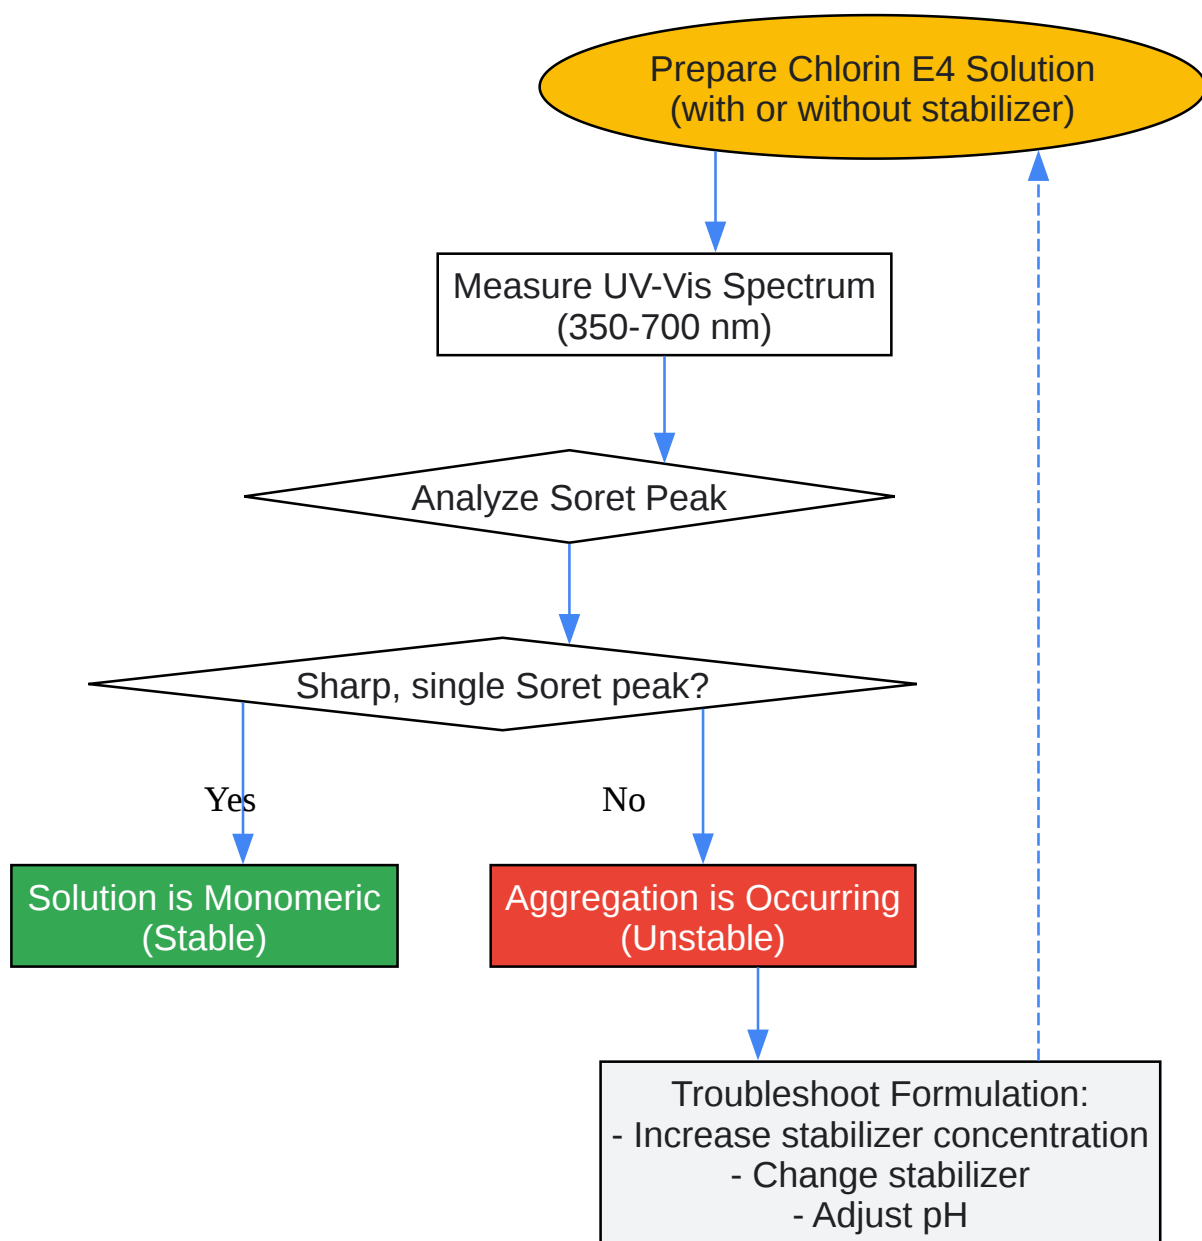 Prepare Chlorin E4 Solution
(with or without stabilizer)
Measure UV-Vis Spectrum
(350-700 nm)
Analyze Soret Peak
Sharp, single Soret peak?
Yes
No
Solution is Monomeric
(Stable)
Aggregation is Occurring
(Unstable)
Troubleshoot Formulation:
- Increase stabilizer concentration
- Change stabilizer
- Adjust pH